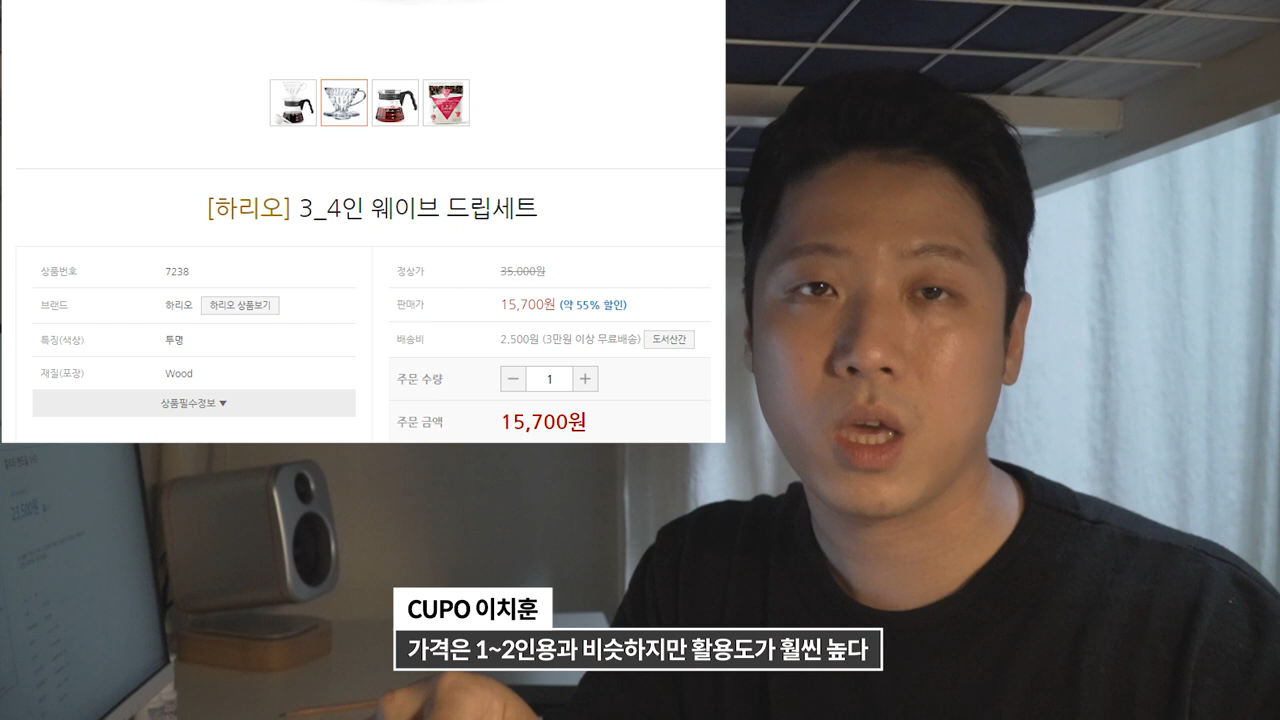 [하리오] 3_4인 웨이브 드립세트
상품번호 7238
브랜드 하리오 하리오 상품보기
특징(색상) 투명
재질(포장) Wood
상품필수정보 ▼
정상가 35,000원
판매가 15,700원 (약 55% 할인)
배송비 2,500원 (3만원 이상 무료배송) 도서산간
주문 수량 − 1 +
주문 금액 15,700원
23,500원
CUPO 이치훈
가격은 1~2인용과 비슷하지만 활용도가 훨씬 높다